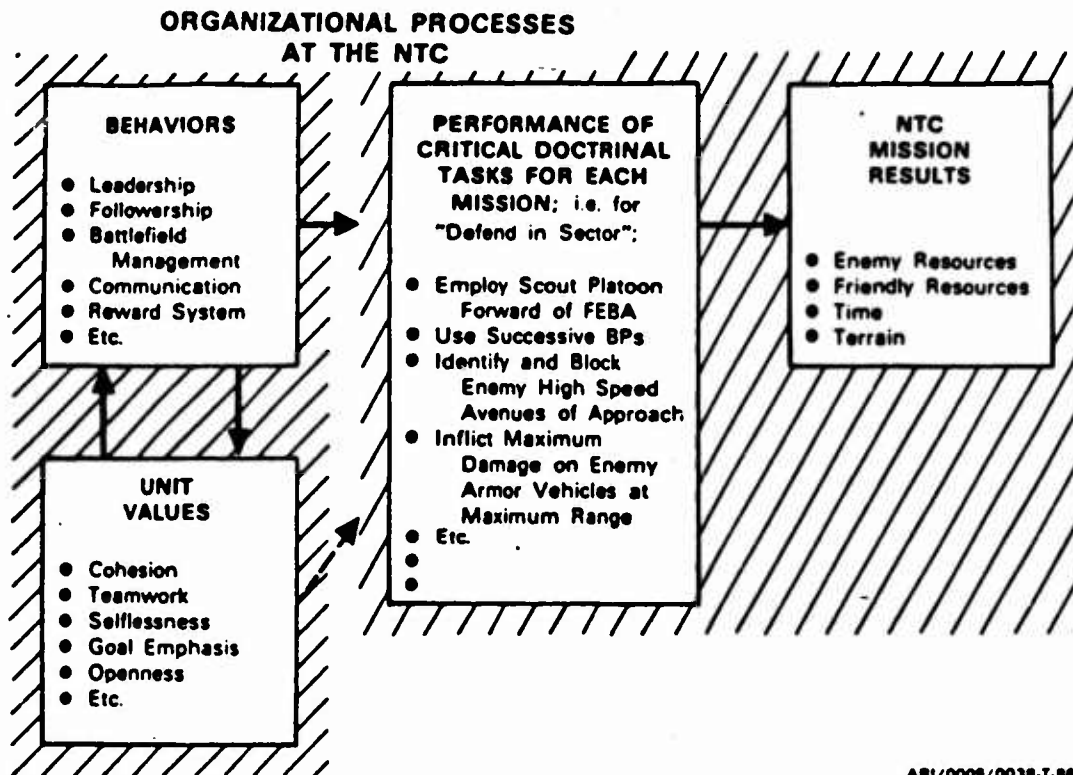 ORGANIZATIONAL PROCESSES
AT THE NTC
BEHAVIORS
● Leadership
● Followership
● Battlefield
Management
● Communication
● Reward System
● Etc.
UNIT
VALUES
● Cohesion
● Teamwork
● Selflessness
● Goal Emphasis
● Openness
● Etc.
PERFORMANCE OF
CRITICAL DOCTRINAL
TASKS FOR EACH
MISSION; i.e. for
"Defend in Sector";
● Employ Scout Platoon
Forward of FEBA
● Use Successive BPs
● Identify and Block
Enemy High Speed
Avenues of Approach
● Inflict Maximum
Damage on Enemy
Armor Vehicles at
Maximum Range
● Etc.
●
●
NTC
MISSION
RESULTS
● Enemy Resources
● Friendly Resources
● Time
● Terrain